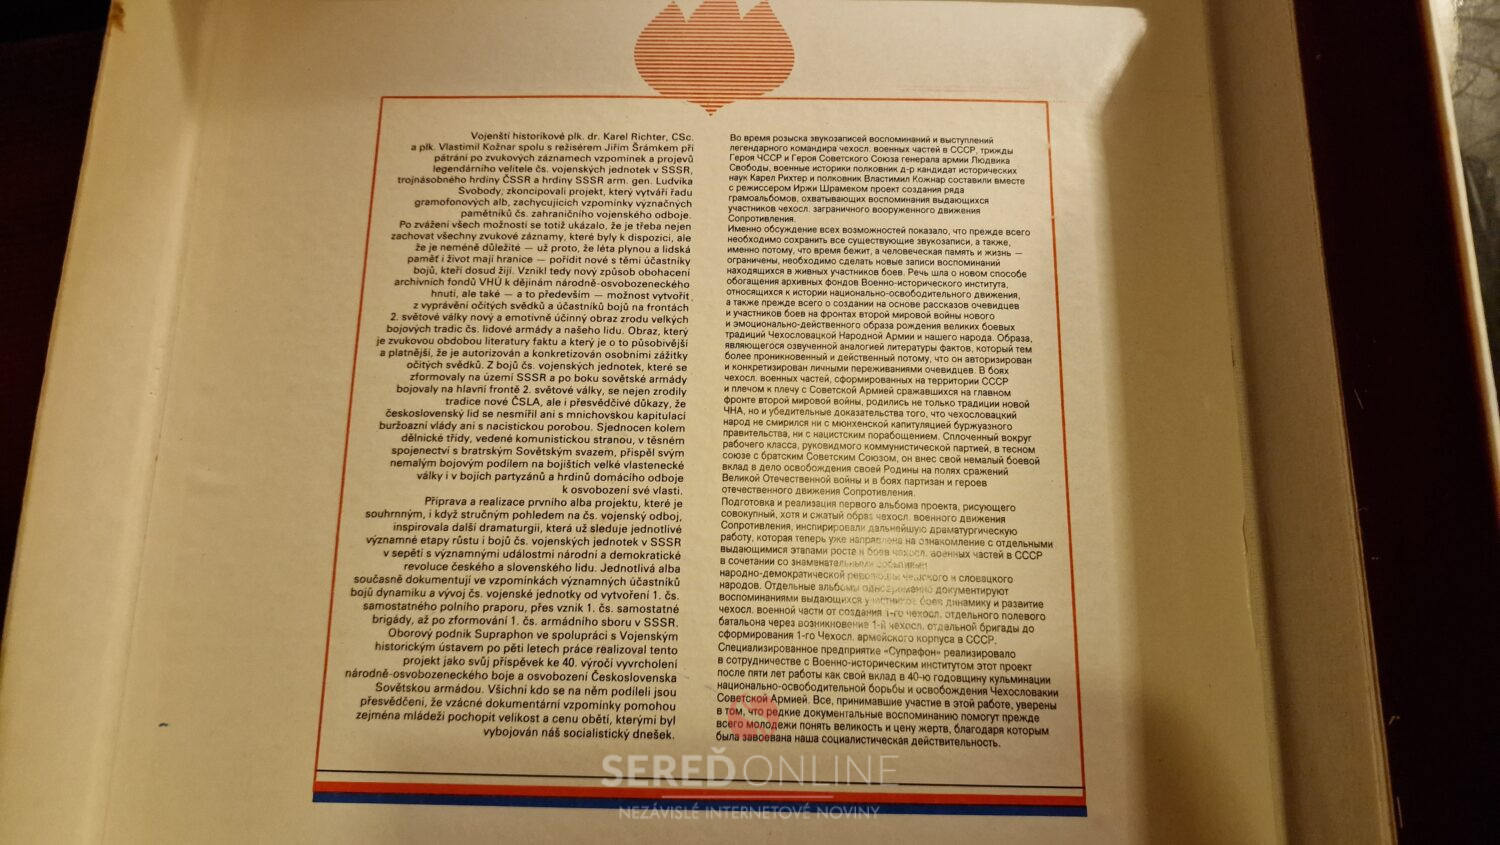 Vojenští historikové plk. dr. Karel Richter, CSc.
a plk. Vlastimil Kožnar spolu s režisérem Jiřím Šrámkem při
pátrání po zvukových záznamech vzpomínek a projevů
legendárního velitele čs. vojenských jednotek v SSSR,
trojnásobného hrdiny ČSSR a hrdiny SSSR arm. gen. Ludvíka
Svobody, zkoncipovali projekt, který vytváří řadu
gramofonových alb, zachycujících vzpomínky význačných
pamětníků čs. zahraničního vojenského odboje.
Po zvážení všech možností se totiž ukázalo, že je třeba nejen
zachovat všechny zvukové záznamy, které byly k dispozici, ale
že je neméně důležité — už proto, že léta plynou a lidská
paměť i život mají hranice — pořídit nové s těmi účastníky
bojů, kteří dosud žijí. Vznikl tedy nový způsob obohacení
archivních fondů VHÚ k dějinám národně-osvobozeneckého
hnutí, ale také — a to především — možnost vytvořit
z vyprávění očitých svědků a účastníků bojů na frontách
2. světové války nový a emotivně účinný obraz zrodu velkých
bojových tradic čs. lidové armády a našeho lidu. Obraz, který
je zvukovou obdobou literatury faktu a který je o to působivější
a platnější, že je autorizován a konkretizován osobními zážitky
očitých svědků. Z bojů čs. vojenských jednotek, které se
zformovaly na území SSSR a po boku sovětské armády
bojovaly na hlavní frontě 2. světové války, se nejen zrodily
tradice nové ČSLA, ale i přesvědčivé důkazy, že
československý lid se nesmířil ani s mnichovskou kapitulací
buržoazní vlády ani s nacistickou porobou. Sjednocen kolem
dělnické třídy, vedené komunistickou stranou, v těsném
spojenectví s bratrským Sovětským svazem, přispěl svým
nemalým bojovým podílem na bojištích velké vlastenecké
války i v bojích partyzánů a hrdinů domácího odboje
k osvobození své vlasti.
Příprava a realizace prvního alba projektu, které je
souhrnným, i když stručným pohledem na čs. vojenský odboj,
inspirovala další dramaturgii, která už sleduje jednotlivé
významné etapy růstu i bojů čs. vojenských jednotek v SSSR
v sepětí s významnými událostmi národní a demokratické
revoluce českého a slovenského lidu. Jednotlivá alba
současně dokumentují ve vzpomínkách významných účastníků
bojů dynamiku a vývoj čs. vojenské jednotky od vytvoření 1. čs.
samostatného polního praporu, přes vznik 1. čs. samostatné
brigády, až po zformování 1. čs. armádního sboru v SSSR.
Oborový podnik Supraphon ve spolupráci s Vojenským
historickým ústavem po pěti letech práce realizoval tento
projekt jako svůj příspěvek ke 40. výročí vyvrcholení
národně-osvobozeneckého boje a osvobození Československa
Sovětskou armádou. Všichni kdo se na něm podíleli jsou
přesvědčeni, že vzácné dokumentární vzpomínky pomohou
zejména mládeži pochopit velikost a cenu obětí, kterými byl
vybojován náš socialistický dnešek.
Во время розыска звукозаписей воспоминаний и выступлений
легендарного командира чехосл. военных частей в СССР, трижды
Героя ЧССР и Героя Советского Союза генерала армии Людвика
Свободы, военные историки полковник д-р кандидат исторических
наук Карел Рихтер и полковник Властимил Кожнар составили вместе
с режиссером Иржи Шрамеком проект создания ряда
грамоальбомов, охватывающих воспоминания выдающихся
участников чехосл. заграничного вооруженного движения
Сопротивления.
Именно обсуждение всех возможностей показало, что прежде всего
необходимо сохранить все существующие звукозаписи, а также,
именно потому, что время бежит, а человеческая память и жизнь —
ограничены, необходимо сделать новые записи воспоминаний
находящихся в живных участников боев. Речь шла о новом способе
обогащения архивных фондов Военно-исторического института,
относящихся к истории национально-освободительного движения,
а также прежде всего о создании на основе рассказов очевидцев
и участников боев на фронтах второй мировой войны нового
и эмоционально-действенного образа рождения великих боевых
традиций Чехословацкой Народной Армии и нашего народа. Образа,
являющегося озвученной аналогией литературы фактов, который тем
более проникновенный и действенный потому, что он авторизирован
и конкретизирован личными переживаниями очевидцев. В боях
чехосл. военных частей, сформированных на территории СССР
и плечом к плечу с Советской Армией сражавшихся на главном
фронте второй мировой войны, родились не только традиции новой
ЧНА, но и убедительные доказательства того, что чехословацкий
народ не смирился ни с мюнхенской капитуляцией буржуазного
правительства, ни с нацистским порабощением. Сплоченный вокруг
рабочего класса, руковидмого коммунистической партией, в тесном
союзе с братским Советским Союзом, он внес свой немалый боевой
вклад в дело освобождения своей Родины на полях сражений
Великой Отечественной войны и в боях партизан и героев
отечественного движения Сопротивления.
Подготовка и реализация первого альбома проекта, рисующего
совокупный, хотя и сжатый образ чехосл. военного движения
Сопротивления, инспирировали дальнейшую драматургическую
работу, которая теперь уже направлена на ознакомление с отдельными
выдающимися этапами роста и боев чехосл. военных частей в СССР
в сочетании со знаменательными событиями
народно-демократической революции чешского и словацкого
народов. Отдельные альбомы одновременно документируют
воспоминаниями выдающихся участников боев динамику и развитие
чехосл. военной части от создания 1-го чехосл. отдельного полевого
батальона через возникновение 1-й чехосл. отдельной бригады до
сформирования 1-го Чехосл. армейского корпуса в СССР.
Специализированное предприятие «Супрафон» реализировало
в сотрудничестве с Военно-историческим институтом этот проект
после пяти лет работы как свой вклад в 40-ю годовщину кульминации
национально-освободительной борьбы и освобождения Чехословакии
Советской Армией. Все, принимавшие участие в этой работе, уверены
в том, что редкие документальные воспоминанию помогут прежде
всего молодежи понять великость и цену жертв, благодаря которым
была завоевана наша социалистическая действительность.
SEREĎ ONLINE
NEZÁVISLÉ INTERNETOVÉ NOVINY